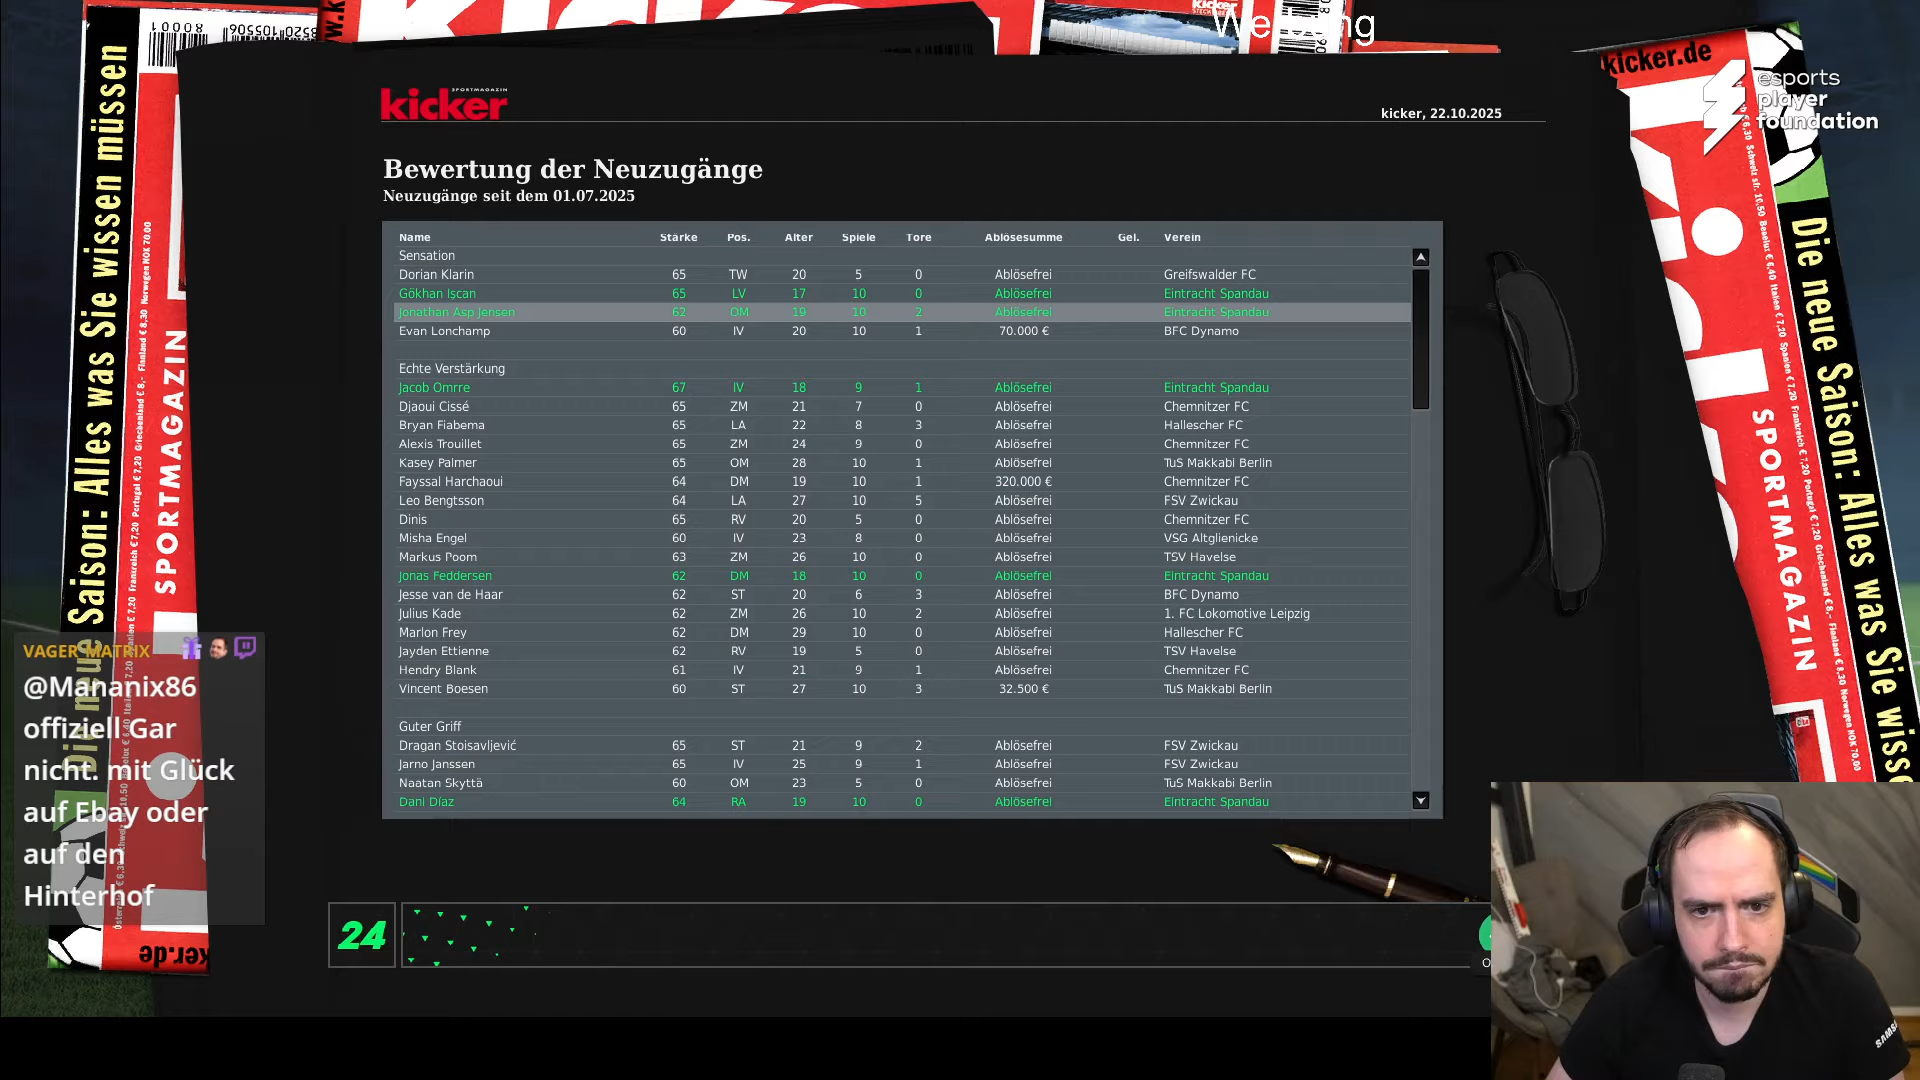 Werbung
kicker.de
esports
player
foundation
SPORTMAGAZIN
kicker
kicker, 22.10.2025
Bewertung der Neuzugänge
Neuzugänge seit dem 01.07.2025
Name Stärke Pos. Alter Spiele Tore Ablösesumme Gel. Verein
Sensation
Dorian Klarin 65 TW 20 5 0 Ablösefrei Greifswalder FC
Gökhan Işcan 65 LV 17 10 0 Ablösefrei Eintracht Spandau
Jonathan Asp Jensen 62 OM 19 10 2 Ablösefrei Eintracht Spandau
Evan Lonchamp 60 IV 20 10 1 70.000 € BFC Dynamo
Echte Verstärkung
Jacob Omrre 67 IV 18 9 1 Ablösefrei Eintracht Spandau
Djaoui Cissé 65 ZM 21 7 0 Ablösefrei Chemnitzer FC
Bryan Fiabema 65 LA 22 8 3 Ablösefrei Hallescher FC
Alexis Trouillet 65 ZM 24 9 0 Ablösefrei Chemnitzer FC
Kasey Palmer 65 OM 28 10 1 Ablösefrei TuS Makkabi Berlin
Fayssal Harchaoui 64 DM 19 10 1 320.000 € Chemnitzer FC
Leo Bengtsson 64 LA 27 10 5 Ablösefrei FSV Zwickau
Dinis 65 RV 20 5 0 Ablösefrei Chemnitzer FC
Misha Engel 60 IV 23 8 0 Ablösefrei VSG Altglienicke
Markus Poom 63 ZM 26 10 0 Ablösefrei TSV Havelse
Jonas Feddersen 62 DM 18 10 0 Ablösefrei Eintracht Spandau
Jesse van de Haar 62 ST 20 6 3 Ablösefrei BFC Dynamo
Julius Kade 62 ZM 26 10 2 Ablösefrei 1. FC Lokomotive Leipzig
Marlon Frey 62 DM 29 10 0 Ablösefrei Hallescher FC
Jayden Ettienne 62 RV 19 5 0 Ablösefrei TSV Havelse
Hendry Blank 61 IV 21 9 1 Ablösefrei Chemnitzer FC
Vincent Boesen 60 ST 27 10 3 32.500 € TuS Makkabi Berlin
Guter Griff
Dragan Stoisavljević 65 ST 21 9 2 Ablösefrei FSV Zwickau
Jarno Janssen 65 IV 25 9 1 Ablösefrei FSV Zwickau
Naatan Skyttä 60 OM 23 5 0 Ablösefrei TuS Makkabi Berlin
Dani Díaz 64 RA 19 10 0 Ablösefrei Eintracht Spandau
Die neue Saison: Alles was Sie wissen müssen
SPORTMAGAZIN
Die neue Saison: Alles was Sie wissen
SPORTMAGAZIN
VAGER_MATRIX
@Mananix86
offiziell Gar
nicht. mit Glück
auf Ebay oder
auf den
Hinterhof
24